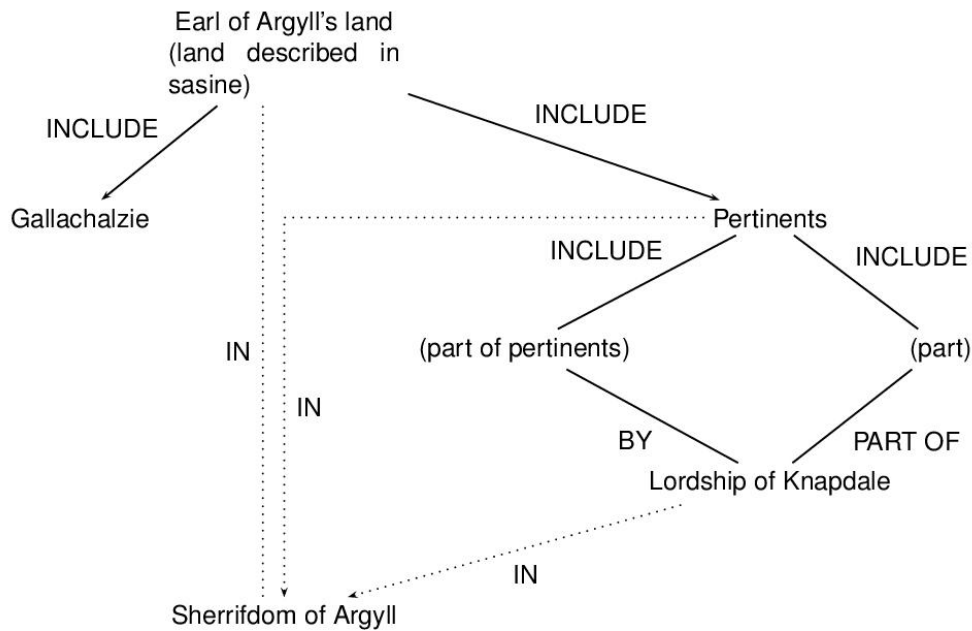 Earl of Argyll's land
(land described in
sasine)
INCLUDE
INCLUDE
Gallachalzie
Pertinents
INCLUDE
INCLUDE
(part of pertinents)
(part)
IN
IN
BY
PART OF
Lordship of Knapdale
IN
Sherrifdom of Argyll